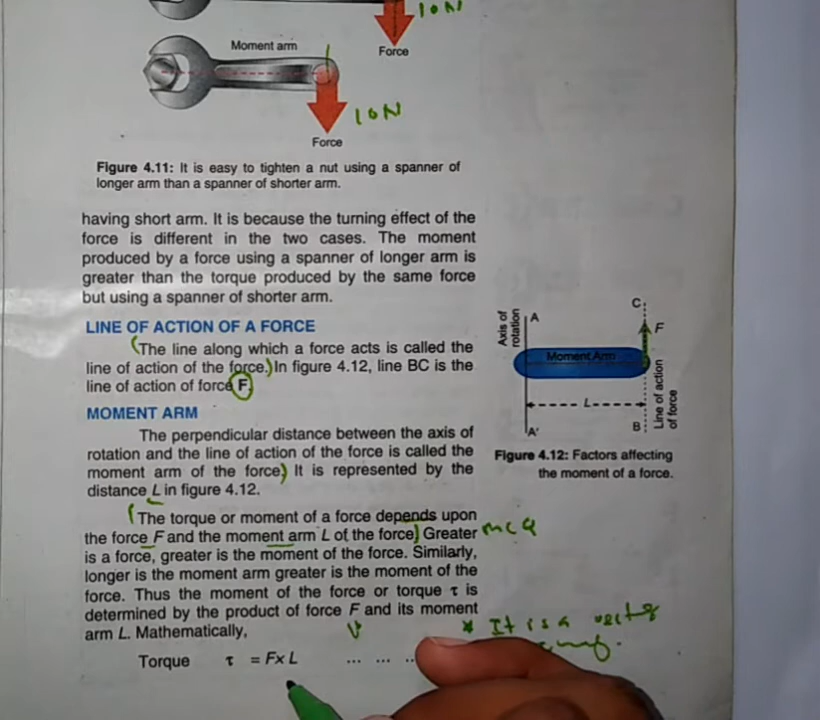 10N
Force
Moment arm
10N
Force
Figure 4.11: It is easy to tighten a nut using a spanner of
longer arm than a spanner of shorter arm.
having short arm. It is because the turning effect of the
force is different in the two cases. The moment
produced by a force using a spanner of longer arm is
greater than the torque produced by the same force
but using a spanner of shorter arm.
LINE OF ACTION OF A FORCE
(The line along which a force acts is called the
line of action of the force.) In figure 4.12, line BC is the
line of action of force F.
MOMENT ARM
The perpendicular distance between the axis of
rotation and the line of action of the force is called the
moment arm of the force) It is represented by the
distance L in figure 4.12.
(The torque or moment of a force depends upon
the force F and the moment arm L of the force) Greater mcq
is a force, greater is the moment of the force. Similarly,
longer is the moment arm greater is the moment of the
force. Thus the moment of the force or torque τ is
determined by the product of force F and its moment
arm L. Mathematically,
* It is a vector
Torque τ = F x L ... ... ..
Axis of
rotation
A
C
F
Moment Arm
L
A'
B
Line of action
of force
Figure 4.12: Factors affecting
the moment of a force.